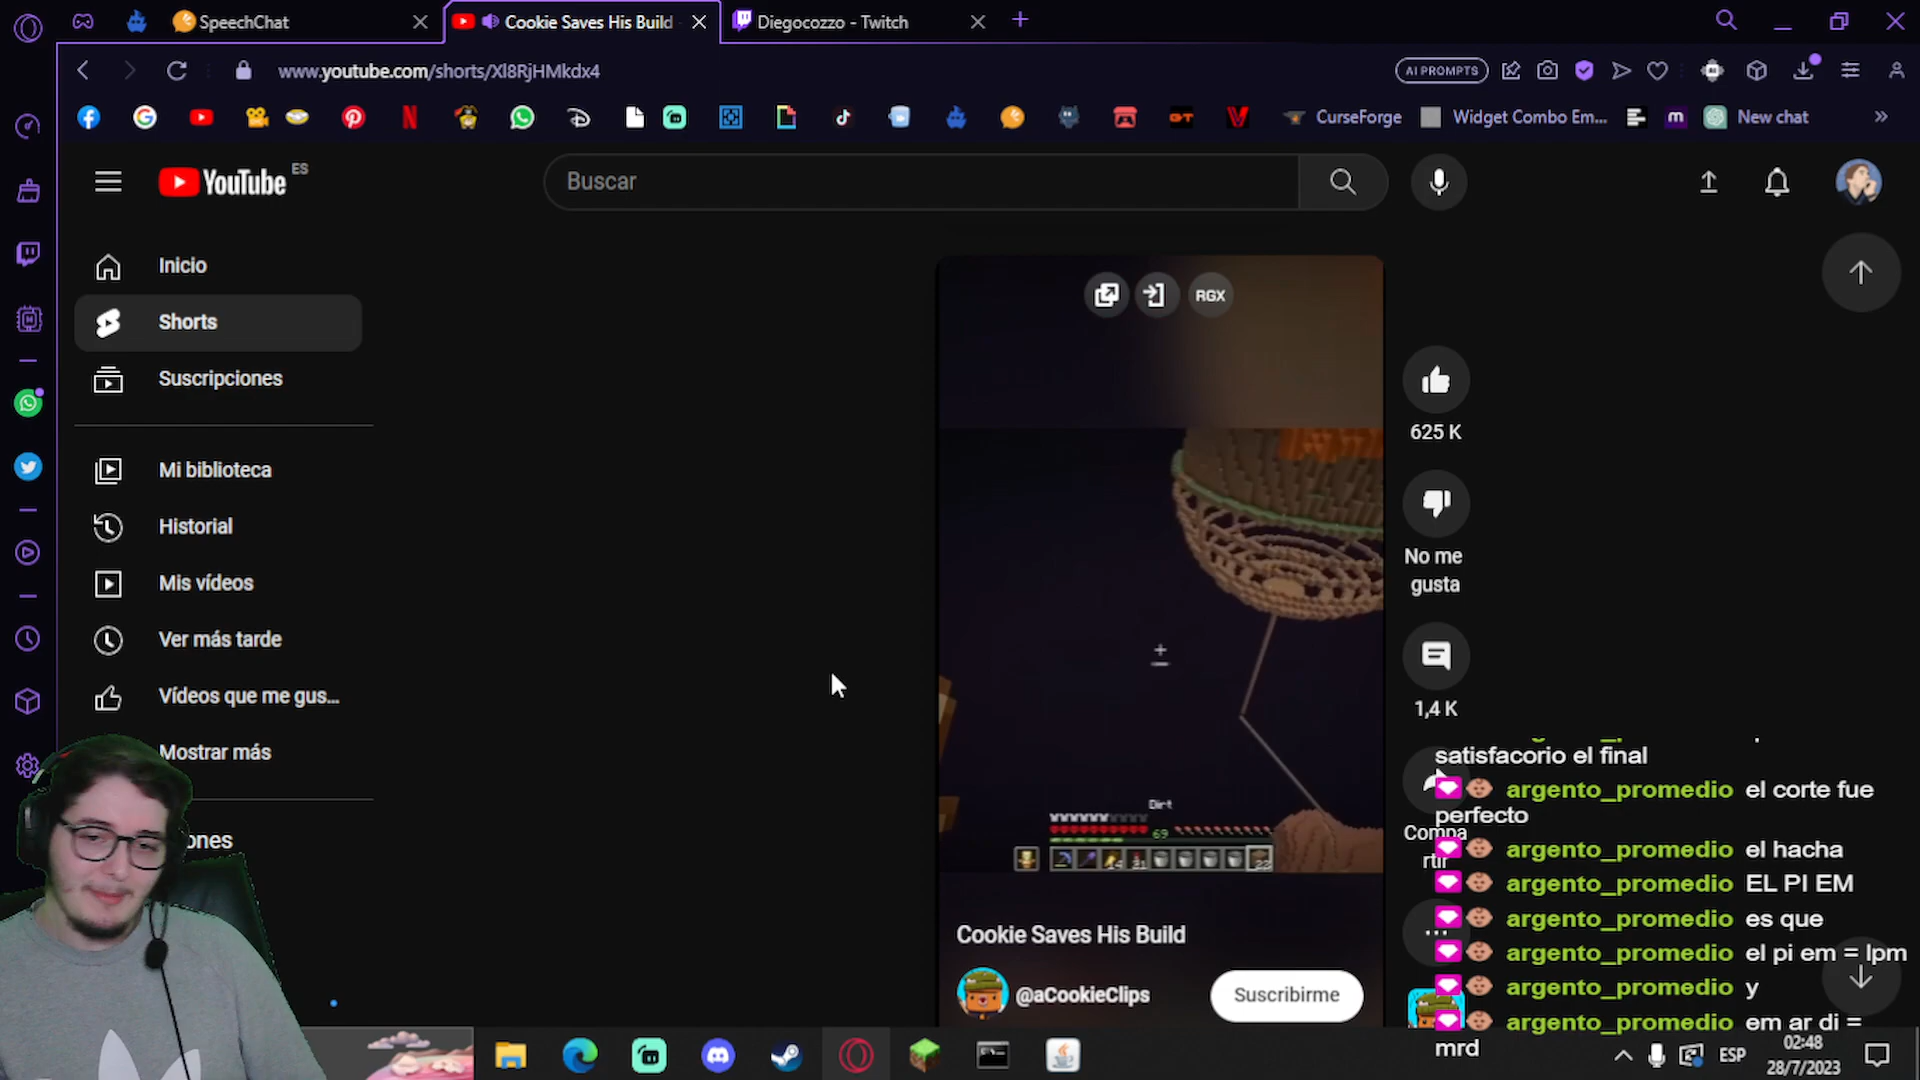 SpeechChat
Cookie Saves His Build
Diegocozzo - Twitch
www.youtube.com/shorts/Xl8RjHMkdx4
AI PROMPTS
CurseForge
Widget Combo Em...
New chat
YouTube ES
Buscar
Inicio
Shorts
Suscripciones
Mi biblioteca
Historial
Mis vídeos
Ver más tarde
Vídeos que me gus...
Mostrar más
ones
RGX
625 K
No me
gusta
1,4 K
Compa
rtir
Dirt
69
Cookie Saves His Build
@aCookieClips
Suscribirme
satisfacorio el final
argento_promedio el corte fue
perfecto
argento_promedio el hacha
argento_promedio EL PI EM
argento_promedio es que
argento_promedio el pi em = lpm
argento_promedio y
argento_promedio em ar di =
mrd
ESP
02:48
28/7/2023